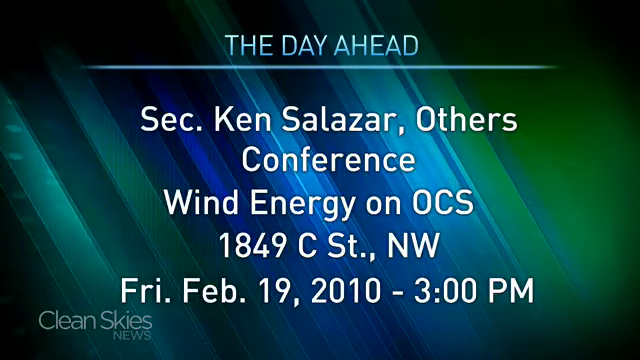 THE DAY AHEAD
Sec. Ken Salazar, Others
Conference
Wind Energy on OCS
1849 C St., NW
Fri. Feb. 19, 2010 - 3:00 PM
Clean Skies
NEWS